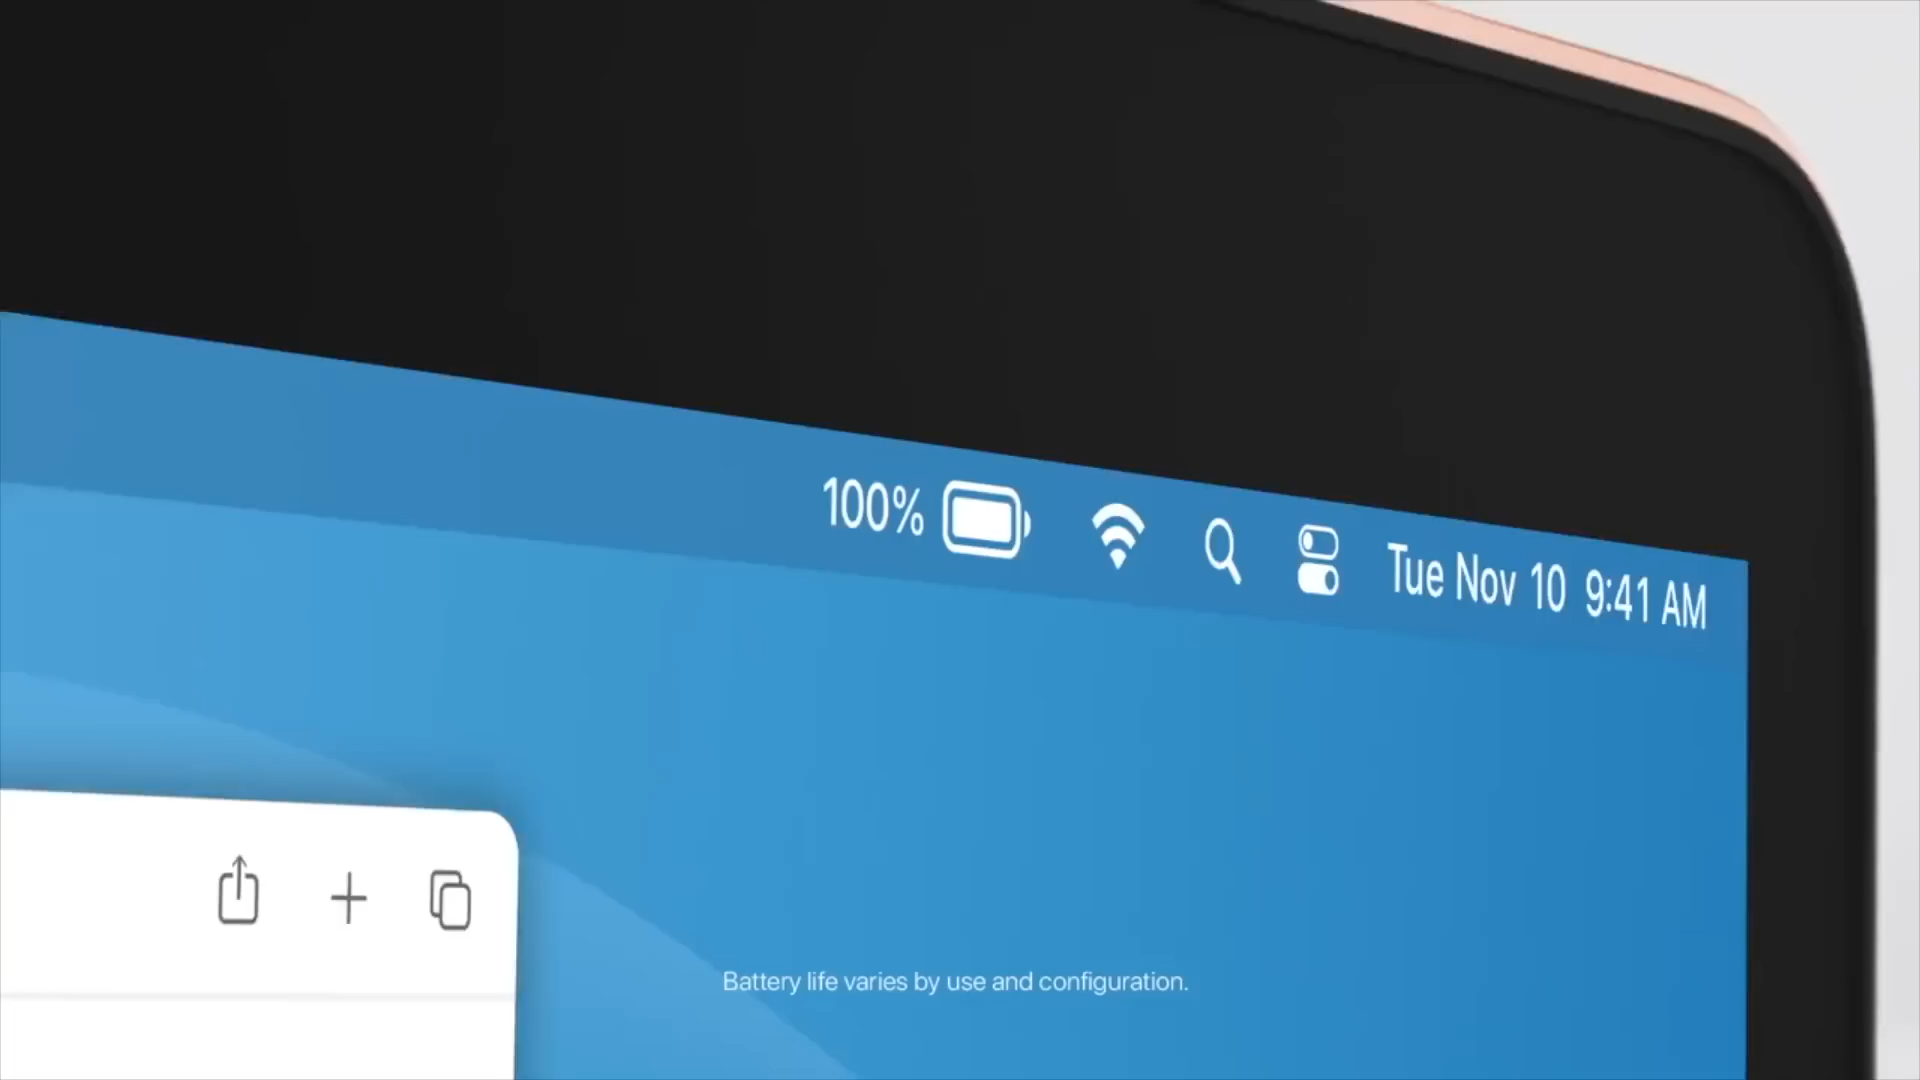 100%
Tue Nov 10 9:41 AM
Battery life varies by use and configuration.